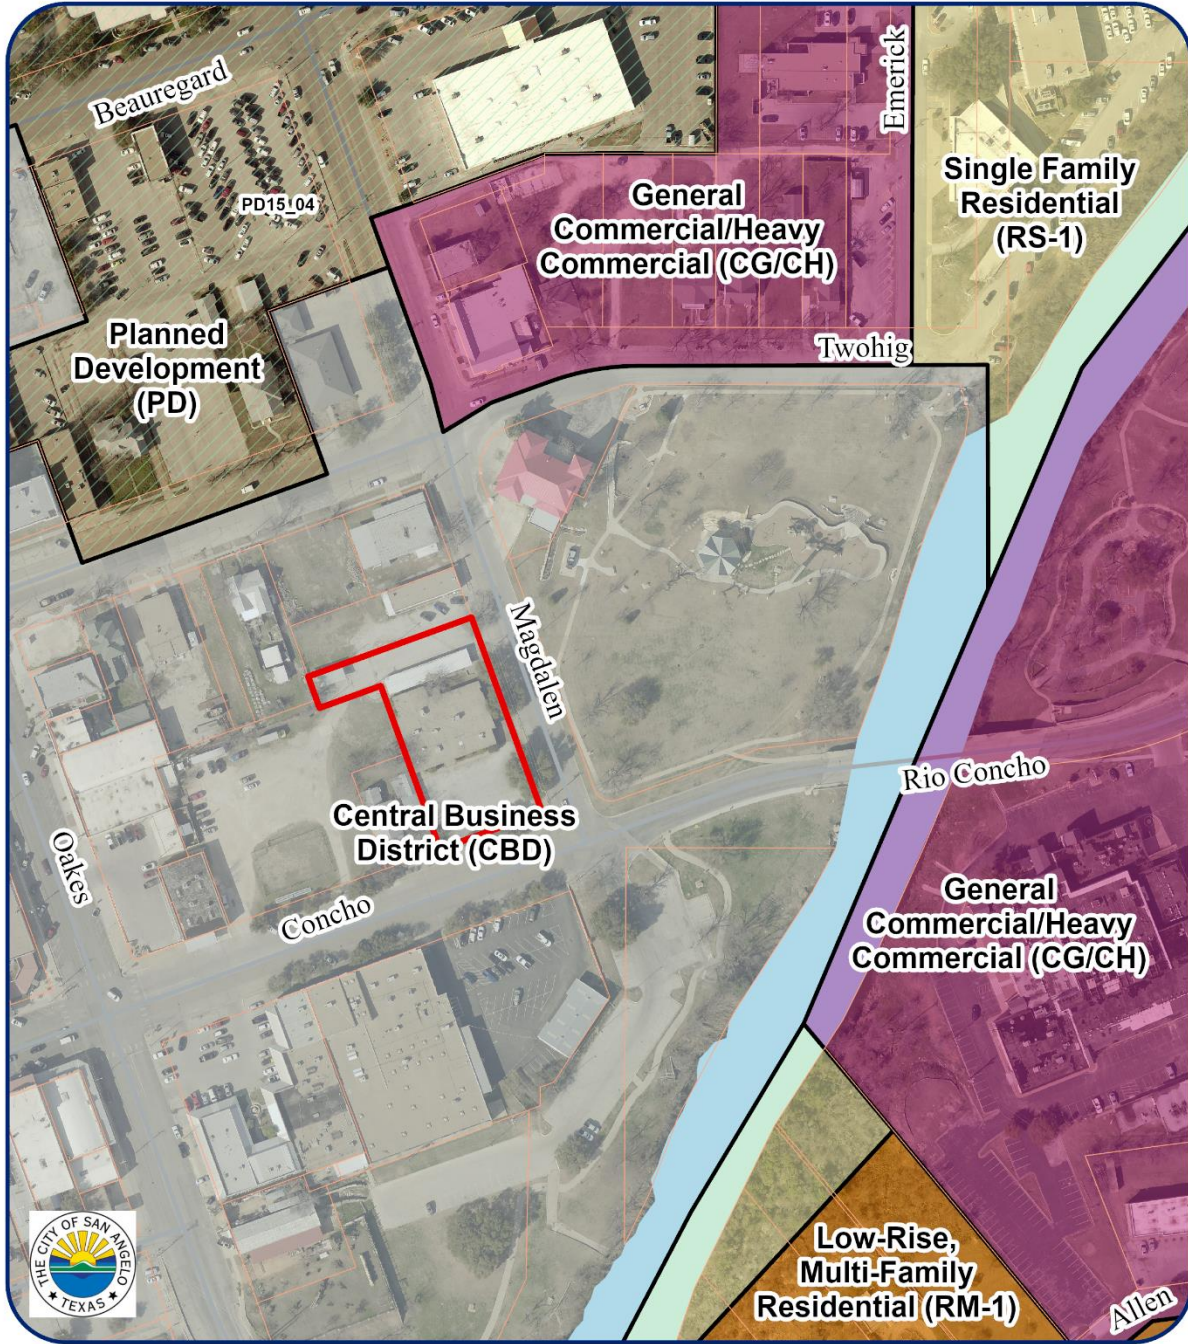 Beauregard
Emerick
PD15_04
General
Commercial/Heavy
Commercial (CG/CH)
Single Family
Residential
(RS-1)
Planned
Development
(PD)
Twohig
Magdalen
Rio Concho
Central Business
District (CBD)
Oakes
Concho
General
Commercial/Heavy
Commercial (CG/CH)
THE CITY OF SAN ANGELO
TEXAS
Low-Rise,
Multi-Family
Residential (RM-1)
Allen